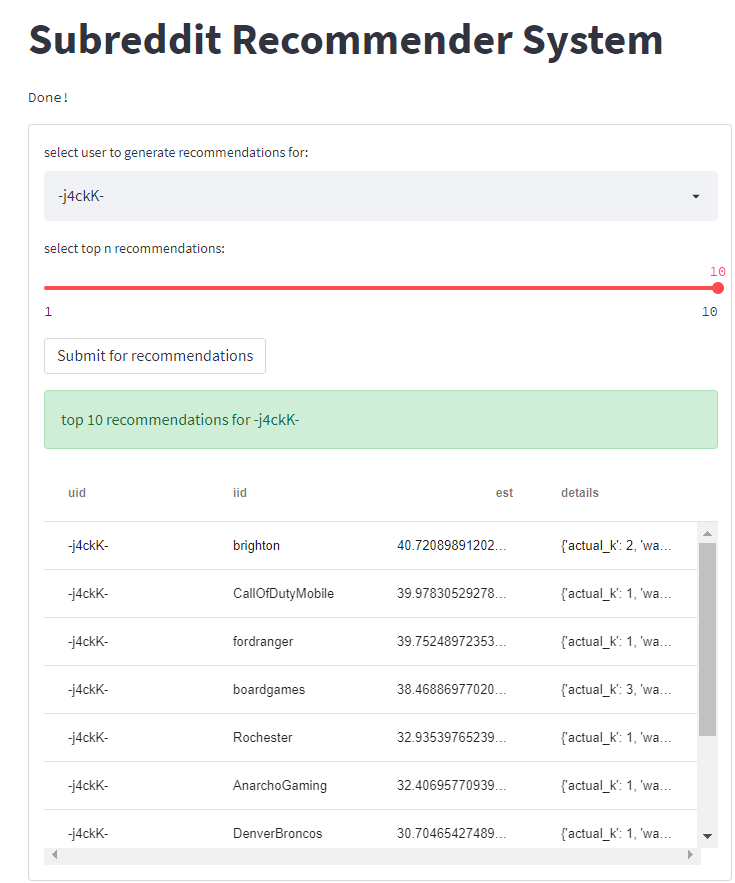 Subreddit Recommender System
Done!
select user to generate recommendations for:
-j4ckK-
select top n recommendations:
10
1 10
Submit for recommendations
top 10 recommendations for -j4ckK-
uid iid est details
-j4ckK- brighton 40.72089891202... {'actual_k': 2, 'wa...
-j4ckK- CallOfDutyMobile 39.97830529278... {'actual_k': 1, 'wa...
-j4ckK- fordranger 39.75248972353... {'actual_k': 1, 'wa...
-j4ckK- boardgames 38.46886977020... {'actual_k': 3, 'wa...
-j4ckK- Rochester 32.93539765239... {'actual_k': 1, 'wa...
-j4ckK- AnarchoGaming 32.40695770939... {'actual_k': 1, 'wa...
-j4ckK- DenverBroncos 30.70465427489... {'actual_k': 1, 'wa...